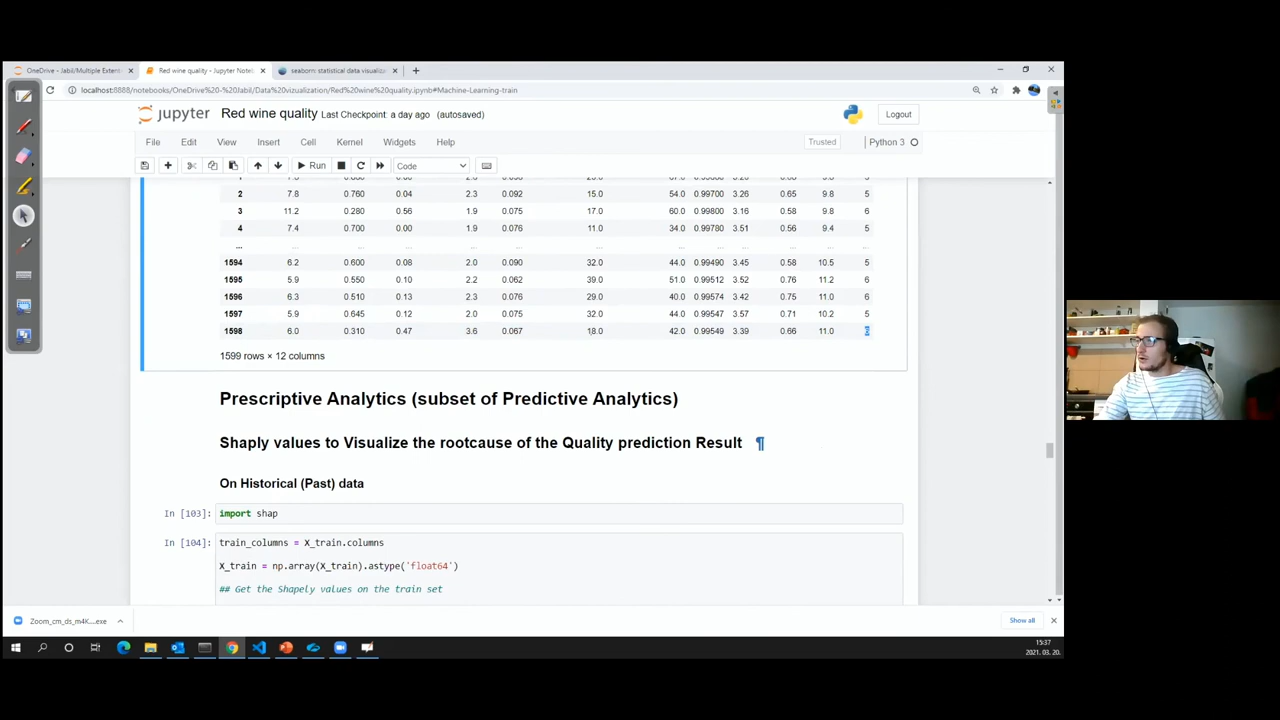 OneDrive - Jabil/Multiple Extent
Red wine quality - Jupyter Noteb
seaborn: statistical data visualiza
localhost:8888/notebooks/OneDrive%20-%20Jabil/Data%20vizualization/Red%20wine%20quality.ipynb#Machine-Learning-train
jupyter Red wine quality Last Checkpoint: a day ago (autosaved)
Logout
File Edit View Insert Kernel Widgets Help
Trusted
Python 3
Run
Code
2 7.8 0.760 0.04 2.3 0.092 15.0 54.0 0.99700 3.26 0.65 9.8 5
3 11.2 0.280 0.56 1.9 0.075 17.0 60.0 0.99800 3.16 0.58 9.8 6
4 7.4 0.700 0.00 1.9 0.076 11.0 34.0 0.99780 3.51 0.56 9.4 5
... ... ... ... ... ... ... ... ... ... ... ... ...
1594 6.2 0.600 0.08 2.0 0.090 32.0 44.0 0.99490 3.45 0.58 10.5 5
1595 5.9 0.550 0.10 2.2 0.062 39.0 51.0 0.99512 3.52 0.76 11.2 6
1596 6.3 0.510 0.13 2.3 0.076 29.0 40.0 0.99574 3.42 0.75 11.0 6
1597 5.9 0.645 0.12 2.0 0.075 32.0 44.0 0.99547 3.57 0.71 10.2 5
1598 6.0 0.310 0.47 3.6 0.067 18.0 42.0 0.99549 3.39 0.66 11.0
1599 rows × 12 columns
Prescriptive Analytics (subset of Predictive Analytics)
Shaply values to Visualize the rootcause of the Quality prediction Result ¶
On Historical (Past) data
In [103]: import shap
In [104]: train_columns = X_train.columns
X_train = np.array(X_train).astype('float64')
## Get the Shapely values on the train set
Zoom_cm_ds_m4K....exe
Show all
15:37
2021. 03. 20.